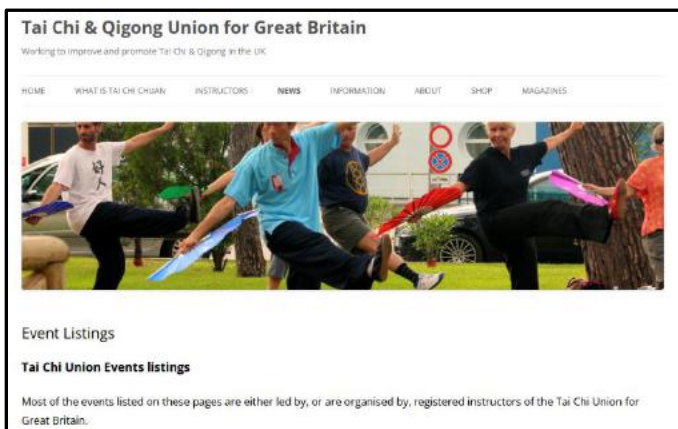 Tai Chi & Qigong Union for Great Britain
Working to improve and promote Tai Chi & Qigong in the UK
HOME WHAT IS TAI CHI CHUAN INSTRUCTORS NEWS INFORMATION ABOUT SHOP MAGAZINES
好
人
Event Listings
Tai Chi Union Events listings
Most of the events listed on these pages are either led by, or are organised by, registered instructors of the Tai Chi Union for
Great Britain.